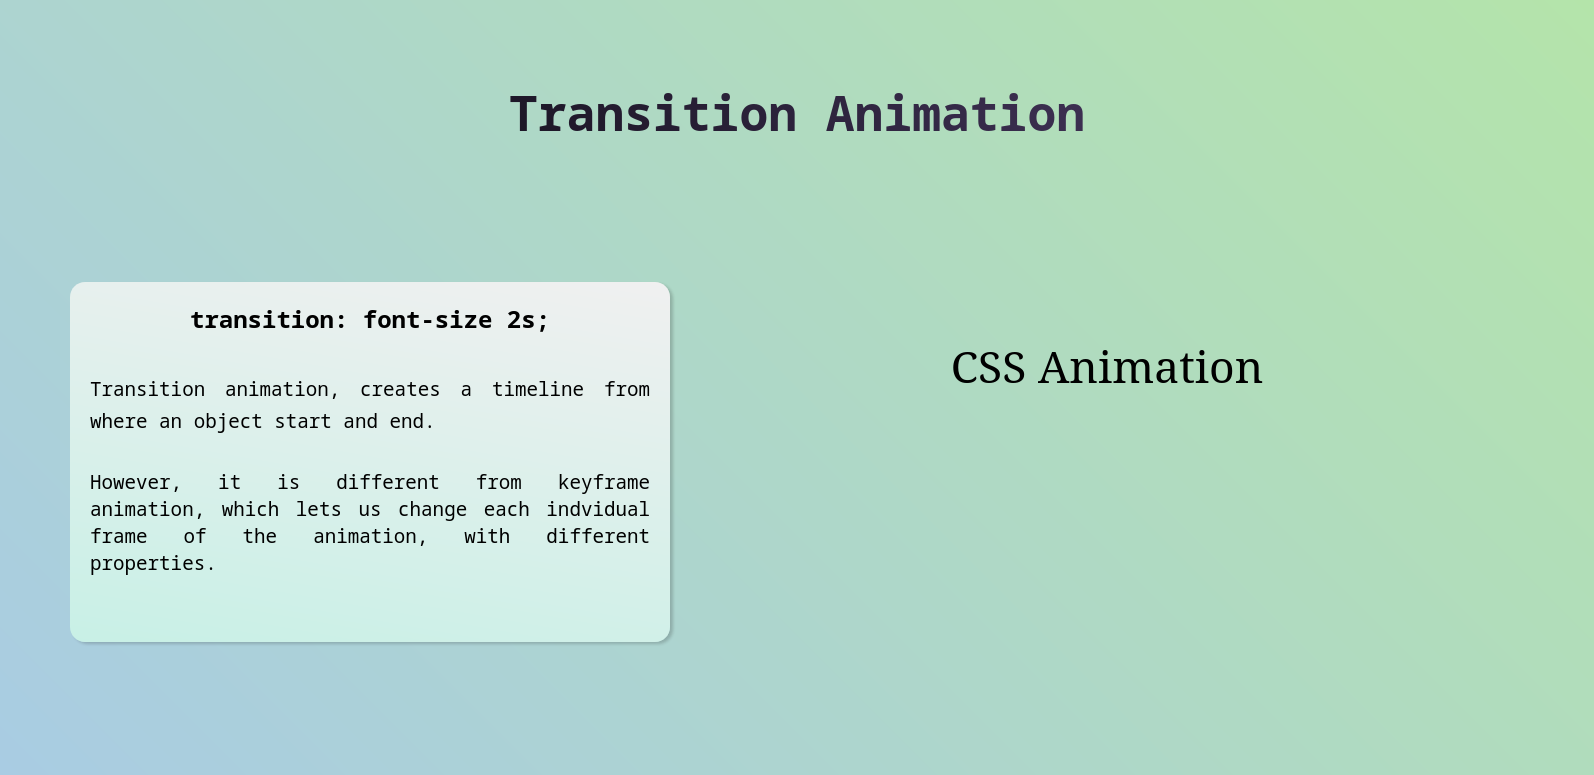 Transition Animation
transition: font-size 2s;
Transition animation, creates a timeline from
where an object start and end.
However, it is different from keyframe
animation, which lets us change each indvidual
frame of the animation, with different
properties.
CSS Animation